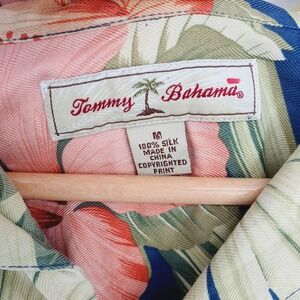 Tommy Bahama®
M
100% SILK
MADE IN
CHINA
COPYRIGHTED
PRINT